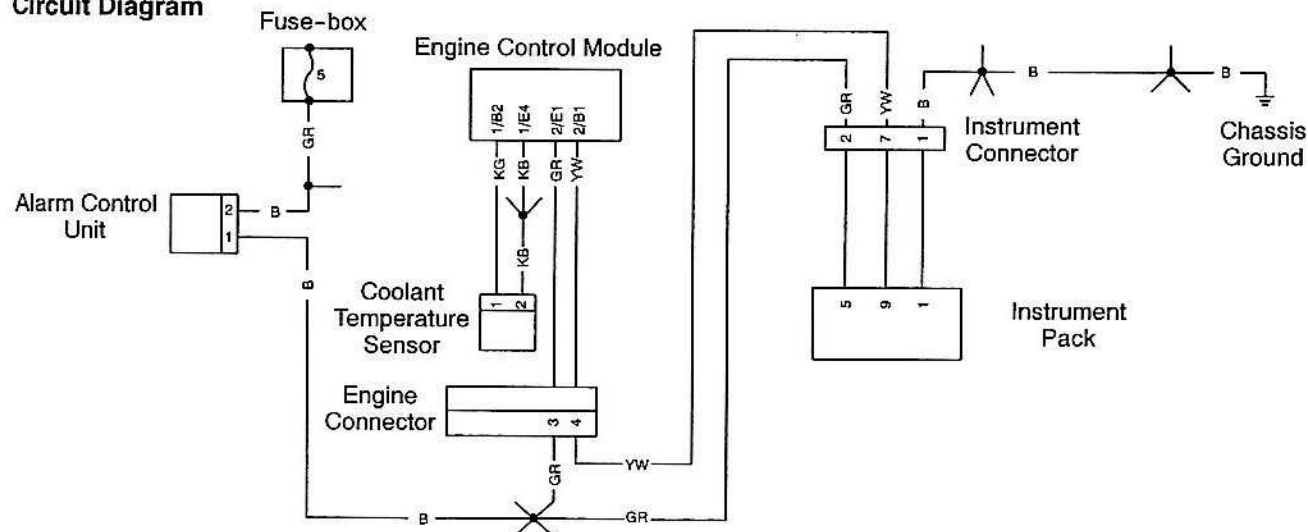 Circuit Diagram
Fuse-box
5
GR
Engine Control Module
1/B2
1/E4
2/E1
2/B1
KG
KB
GR
YW
KB
Alarm Control
Unit
2
1
B
B
Coolant
Temperature
Sensor
1
2
Engine
Connector
3
4
GR
YW
B
GR
GR
YW
B
2
7
1
Instrument
Connector
B
B
Chassis
Ground
5
9
1
Instrument
Pack